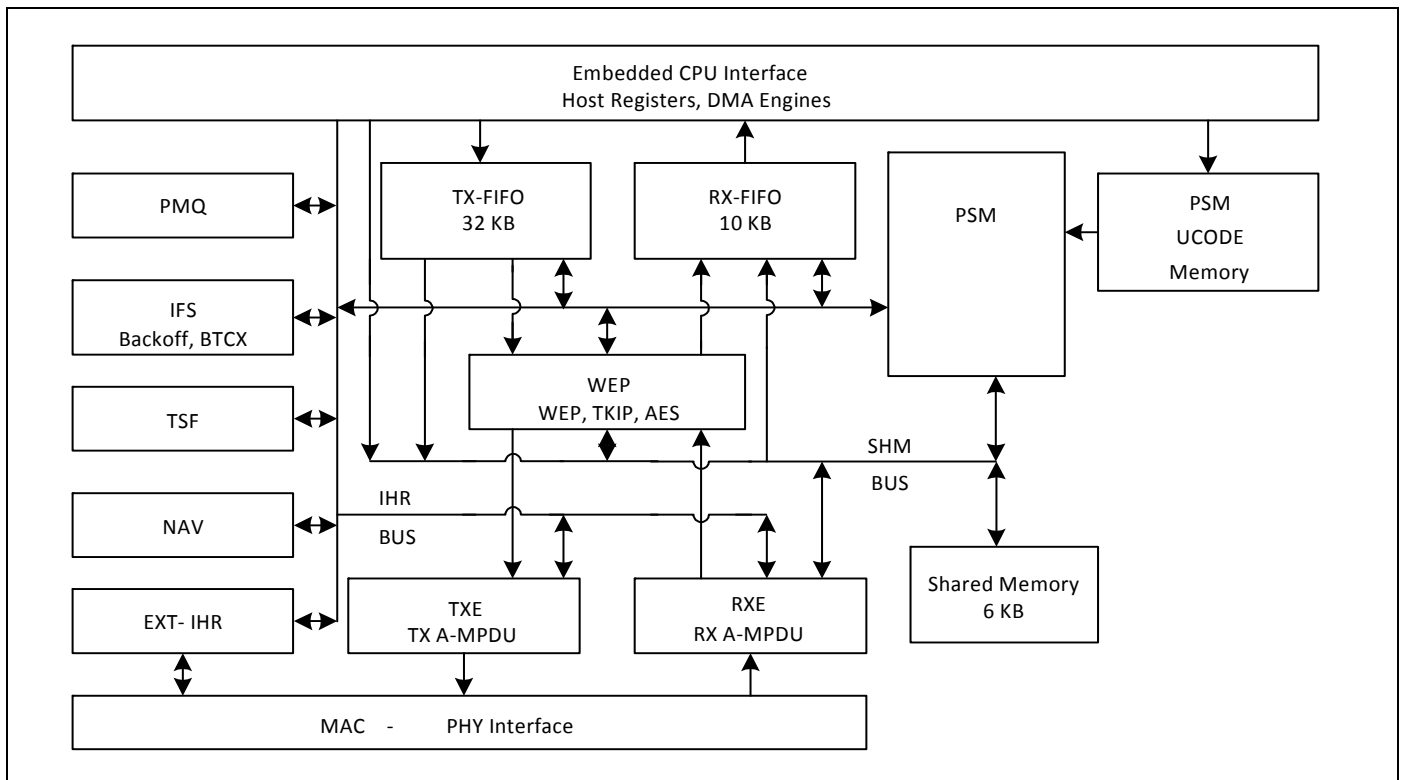 Embedded CPU Interface
Host Registers, DMA Engines
PMQ
TX-FIFO
32 KB
RX-FIFO
10 KB
PSM
PSM
UCODE
Memory
IFS
Backoff, BTCX
WEP
WEP, TKIP, AES
TSF
SHM
BUS
IHR
BUS
NAV
Shared Memory
6 KB
EXT- IHR
TXE
TX A-MPDU
RXE
RX A-MPDU
MAC - PHY Interface